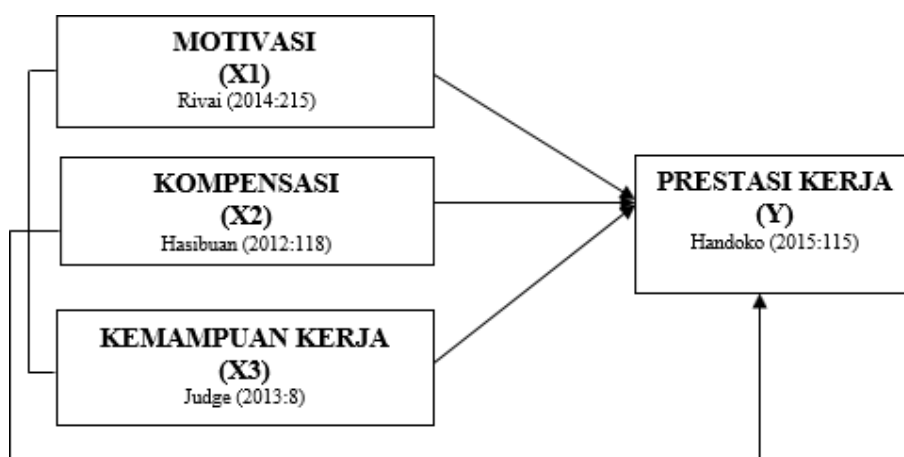 MOTIVASI
(X1)
Rivai (2014:215)
KOMPENSASI
(X2)
Hasibuan (2012:118)
KEMAMPUAN KERJA
(X3)
Judge (2013:8)
PRESTASI KERJA
(Y)
Handoko (2015:115)